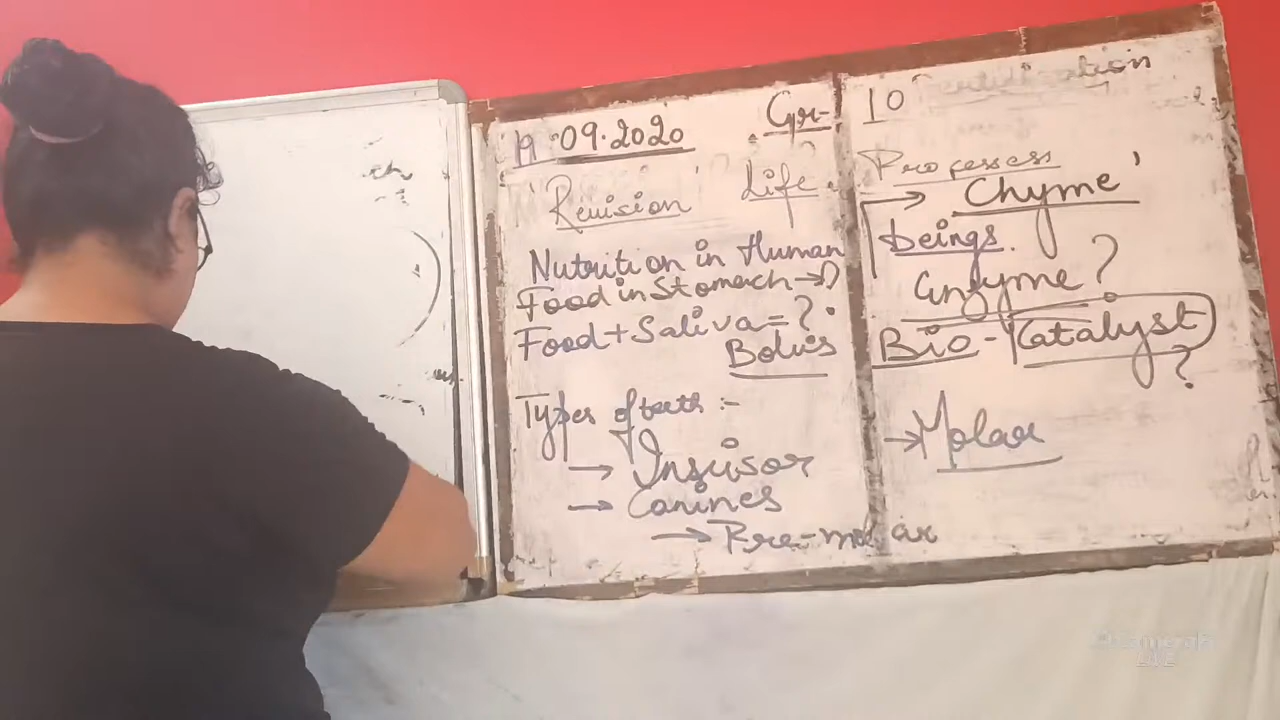 19.09.2020 Gr- 10
'Revision' Life Processess
→ 'Chyme'
Nutrition in Human beings.
Food in Stomach →
Enzyme?
Food + Saliva = ?
Bolus
Bio - Katalyst
?
Types of teeth :-
→ Insisor
→ Canines
→ Pre-molar
→ Molar